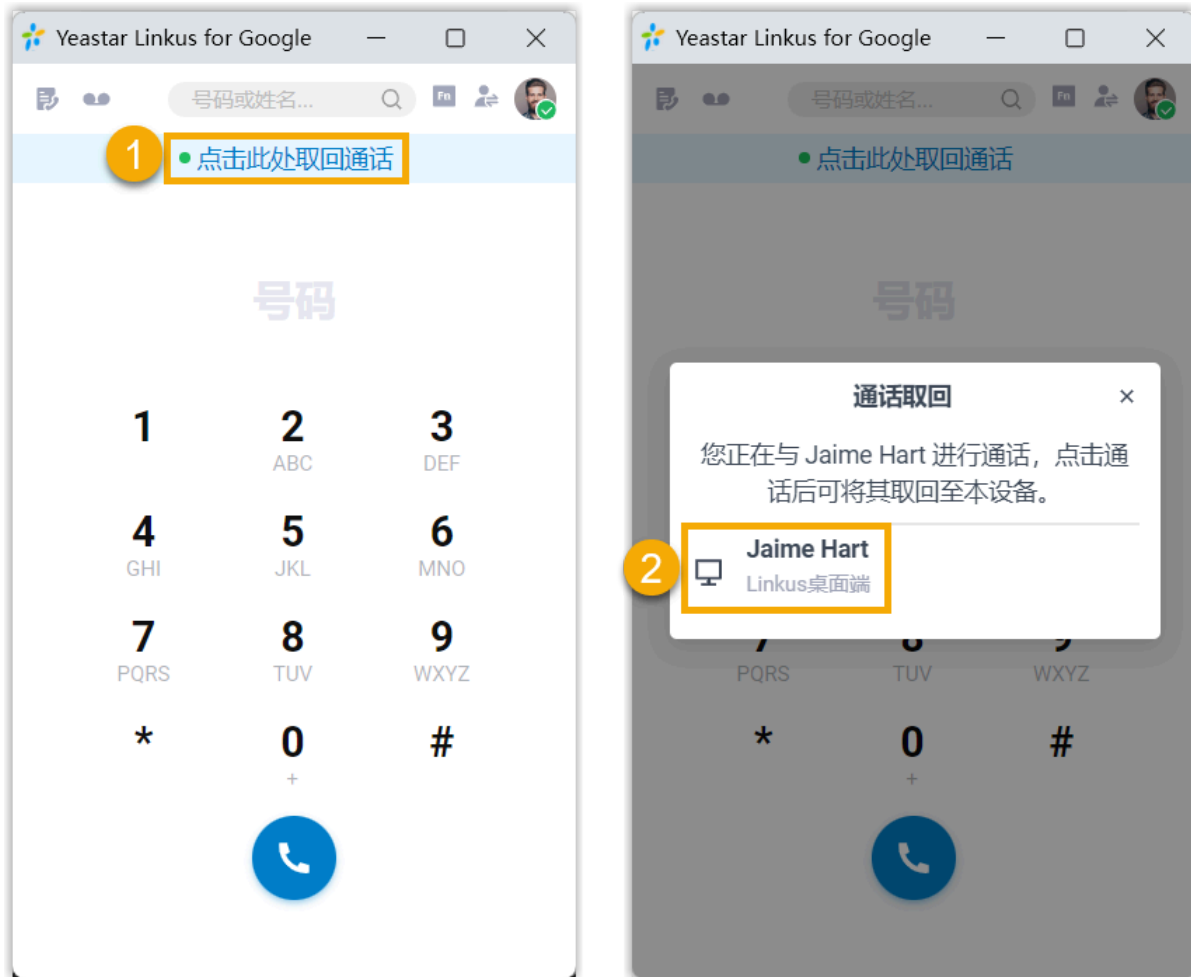 Yeastar Linkus for Google
号码或姓名...
Fn
1
点击此处取回通话
号码
1 2 3
ABC DEF
4 5 6
GHI JKL MNO
7 8 9
PQRS TUV WXYZ
* 0 #
+
Yeastar Linkus for Google
号码或姓名...
Fn
点击此处取回通话
号码
通话取回
您正在与 Jaime Hart 进行通话，点击通
话后可将其取回至本设备。
2
Jaime Hart
Linkus桌面端
7 8 9
PQRS TUV WXYZ
* 0 #
+